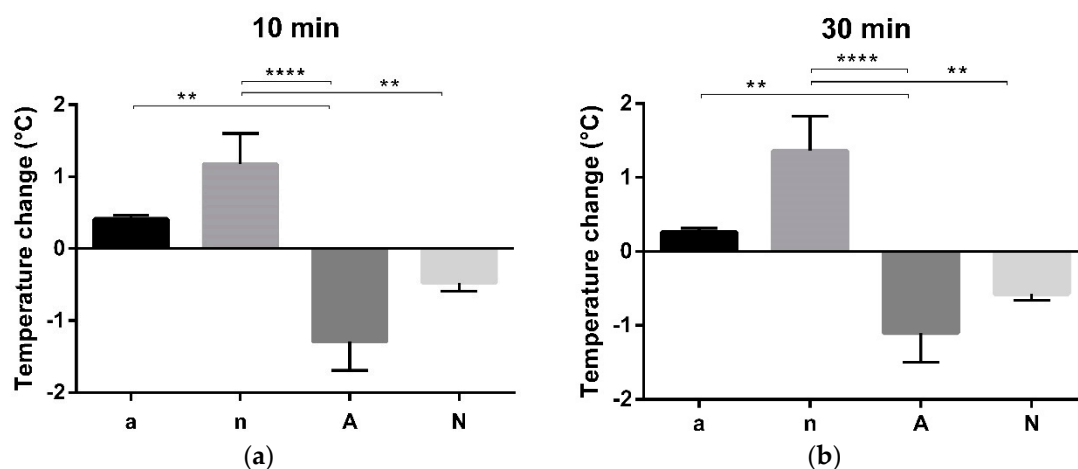 10 min
****
**
**
2
1
0
-1
-2
Temperature change (°C)
a n A N
(a)
30 min
****
**
**
2
1
0
-1
-2
Temperature change (°C)
a n A N
(b)